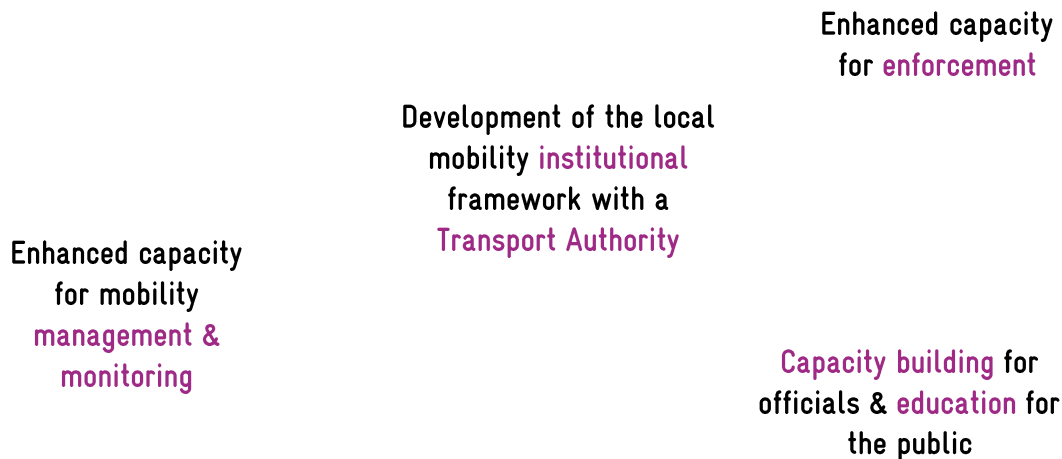 Enhanced capacity
for enforcement
Development of the local
mobility institutional
framework with a
Transport Authority
Enhanced capacity
for mobility
management &
monitoring
Capacity building for
officials & education for
the public